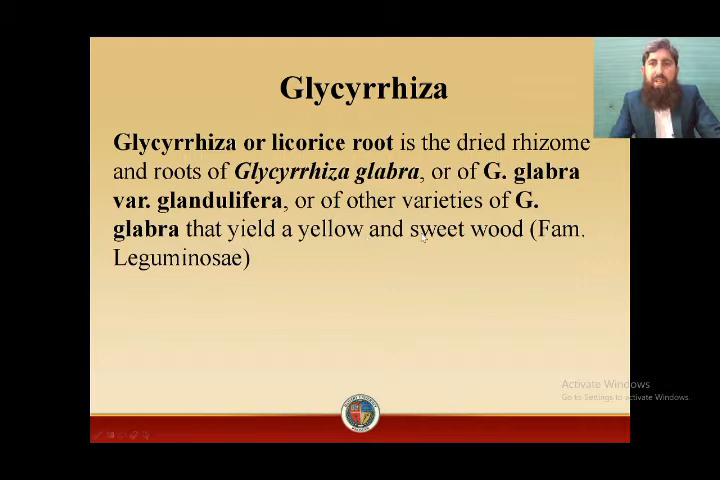 Glycyrrhiza
Glycyrrhiza or licorice root is the dried rhizome
and roots of Glycyrrhiza glabra, or of G. glabra
var. glandulifera, or of other varieties of G.
glabra that yield a yellow and sweet wood (Fam.
Leguminosae)
Activate Windows
Go to Settings to activate Windows.